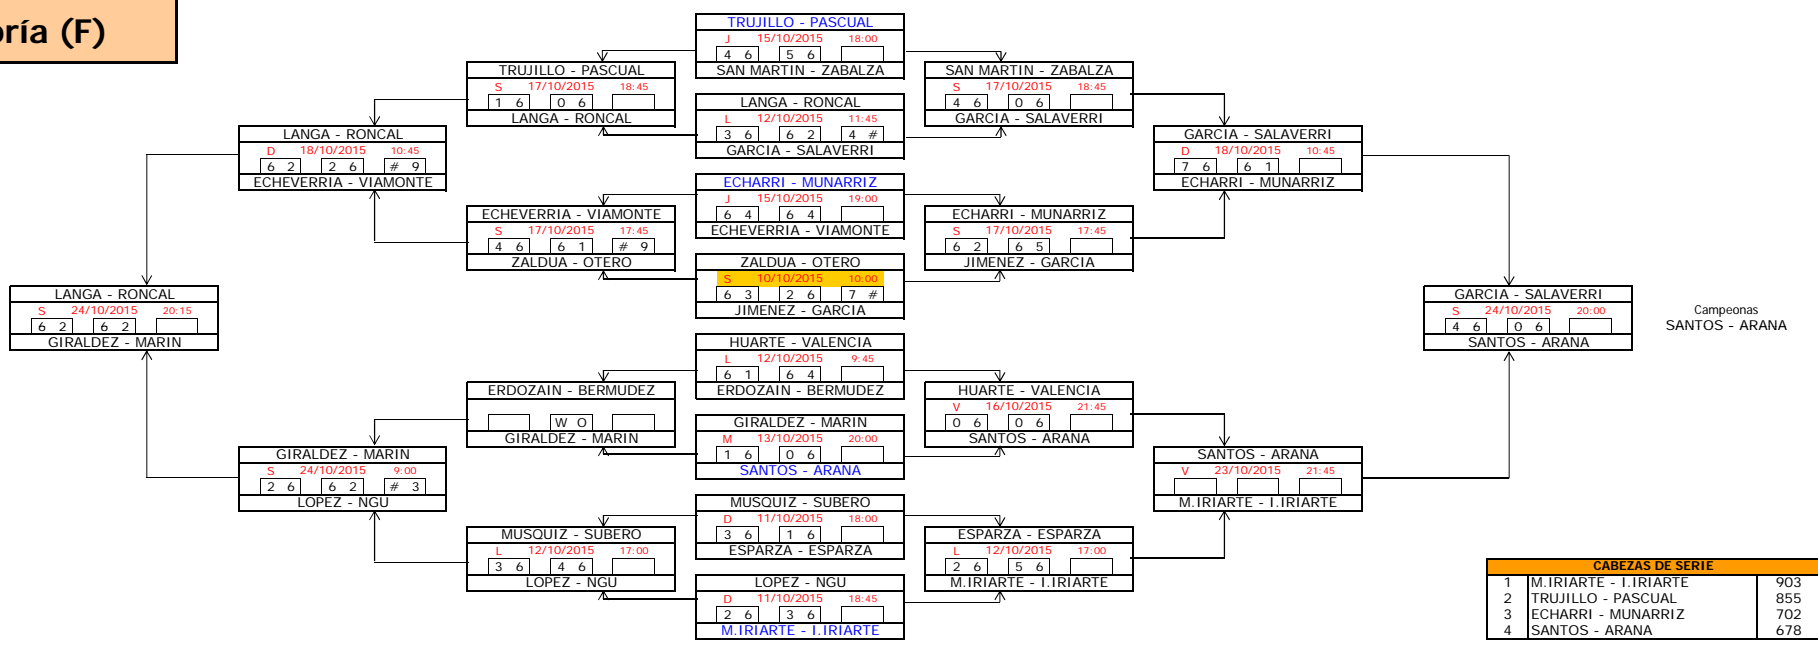 ría (F)
TRUJILLO - PASCUAL
J 15/10/2015 18:00
4 6 5 6
SAN MARTIN - ZABALZA
LANGA - RONCAL
L 12/10/2015 11:45
3 6 6 2 4 #
GARCIA - SALAVERRI
ECHARRI - MUNARRIZ
J 15/10/2015 19:00
6 4 6 4
ECHEVERRIA - VIAMONTE
ZALDUA - OTERO
S 10/10/2015 10:00
6 3 2 6 7 #
JIMENEZ - GARCIA
HUARTE - VALENCIA
L 12/10/2015 9:45
6 1 6 4
ERDOZAIN - BERMUDEZ
GIRALDEZ - MARIN
M 13/10/2015 20:00
1 6 0 6
SANTOS - ARANA
MUSQUIZ - SUBERO
D 11/10/2015 18:00
3 6 1 6
ESPARZA - ESPARZA
LOPEZ - NGU
D 11/10/2015 18:45
2 6 3 6
M.IRIARTE - I.IRIARTE
TRUJILLO - PASCUAL
S 17/10/2015 18:45
1 6 0 6
LANGA - RONCAL
ECHEVERRIA - VIAMONTE
S 17/10/2015 17:45
4 6 6 1 # 9
ZALDUA - OTERO
ERDOZAIN - BERMUDEZ
W O
GIRALDEZ - MARIN
MUSQUIZ - SUBERO
L 12/10/2015 17:00
3 6 4 6
LOPEZ - NGU
LANGA - RONCAL
D 18/10/2015 10:45
6 2 2 6 # 9
ECHEVERRIA - VIAMONTE
GIRALDEZ - MARIN
S 24/10/2015 9:00
2 6 6 2 # 3
LOPEZ - NGU
LANGA - RONCAL
S 24/10/2015 20:15
6 2 6 2
GIRALDEZ - MARIN
SAN MARTIN - ZABALZA
S 17/10/2015 18:45
4 6 0 6
GARCIA - SALAVERRI
ECHARRI - MUNARRIZ
S 17/10/2015 17:45
6 2 6 5
JIMENEZ - GARCIA
HUARTE - VALENCIA
V 16/10/2015 21:45
0 6 0 6
SANTOS - ARANA
ESPARZA - ESPARZA
L 12/10/2015 17:00
2 6 5 6
M.IRIARTE - I.IRIARTE
GARCIA - SALAVERRI
D 18/10/2015 10:45
7 6 6 1
ECHARRI - MUNARRIZ
SANTOS - ARANA
V 23/10/2015 21:45
M.IRIARTE - I.IRIARTE
GARCIA - SALAVERRI
S 24/10/2015 20:00
4 6 0 6
SANTOS - ARANA
Campeonas
SANTOS - ARANA
CABEZAS DE SERIE
1 M.IRIARTE - I.IRIARTE 903
2 TRUJILLO - PASCUAL 855
3 ECHARRI - MUNARRIZ 702
4 SANTOS - ARANA 678